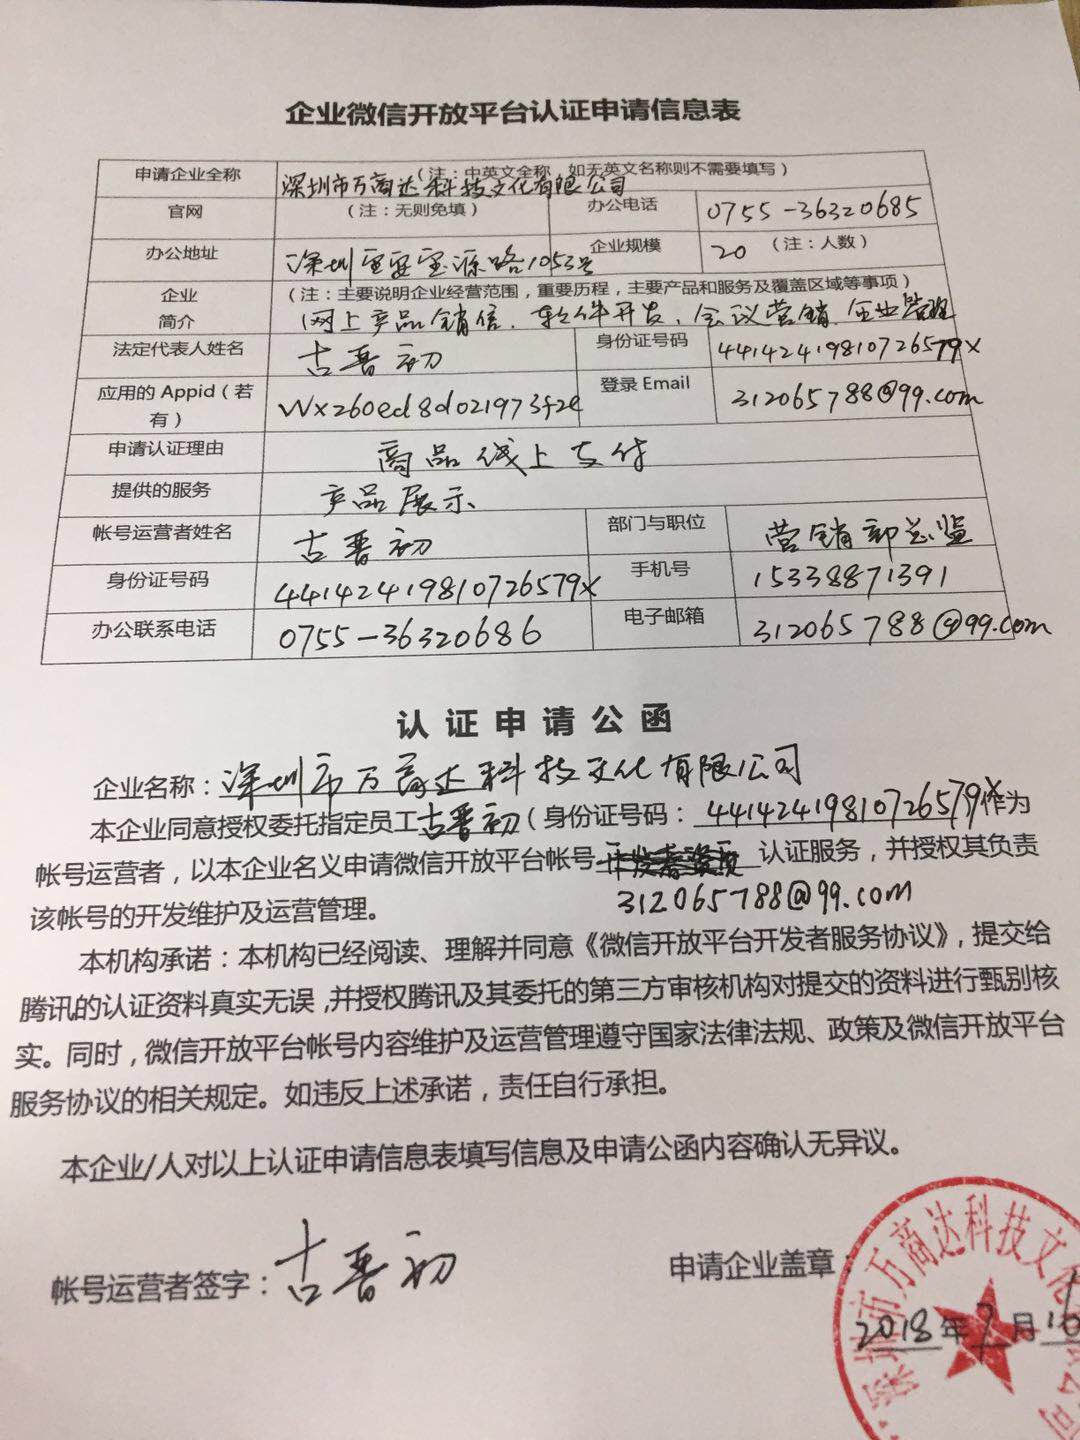 企业微信开放平台认证申请信息表
申请企业全称 (注：中英文全称，如无英文名称则不需要填写) 深圳市万商达科技文化有限公司
官网 (注：无则免填) 办公电话 0755-36320685
办公地址 深圳宝安宝源路1053号 企业规模 20 (注：人数)
企业 (注：主要说明企业经营范围，重要历程，主要产品和服务及覆盖区域等事项)
简介 网上产品销售、软件开发、会议营销、企业管理
法定代表人姓名 古晋初 身份证号码 44142419810726579X
应用的 Appid（若 wx260ed8d021973f2e 登录 Email 312065788@qq.com
有）
申请认证理由 商品线上支付
提供的服务 产品展示、
帐号运营者姓名 古晋初 部门与职位 营销部总监
身份证号码 44142419810726579X 手机号 15338871391
办公联系电话 0755-36320686 电子邮箱 312065788@qq.com
认证申请公函
企业名称：深圳市万商达科技文化有限公司
本企业同意授权委托指定员工古晋初（身份证号码：44142419810726579X作为
帐号运营者，以本企业名义申请微信开放平台帐号 认证服务，并授权其负责
该帐号的开发维护及运营管理。 312065788@qq.com
本机构承诺：本机构已经阅读、理解并同意《微信开放平台开发者服务协议》，提交给
腾讯的认证资料真实无误，并授权腾讯及其委托的第三方审核机构对提交的资料进行甄别核
实。同时，微信开放平台帐号内容维护及运营管理遵守国家法律法规、政策及微信开放平台
服务协议的相关规定。如违反上述承诺，责任自行承担。
本企业/人对以上认证申请信息表填写信息及申请公函内容确认无异议。
帐号运营者签字：古晋初 申请企业盖章：
2018年7月10
深圳市万商达科技文化 公司